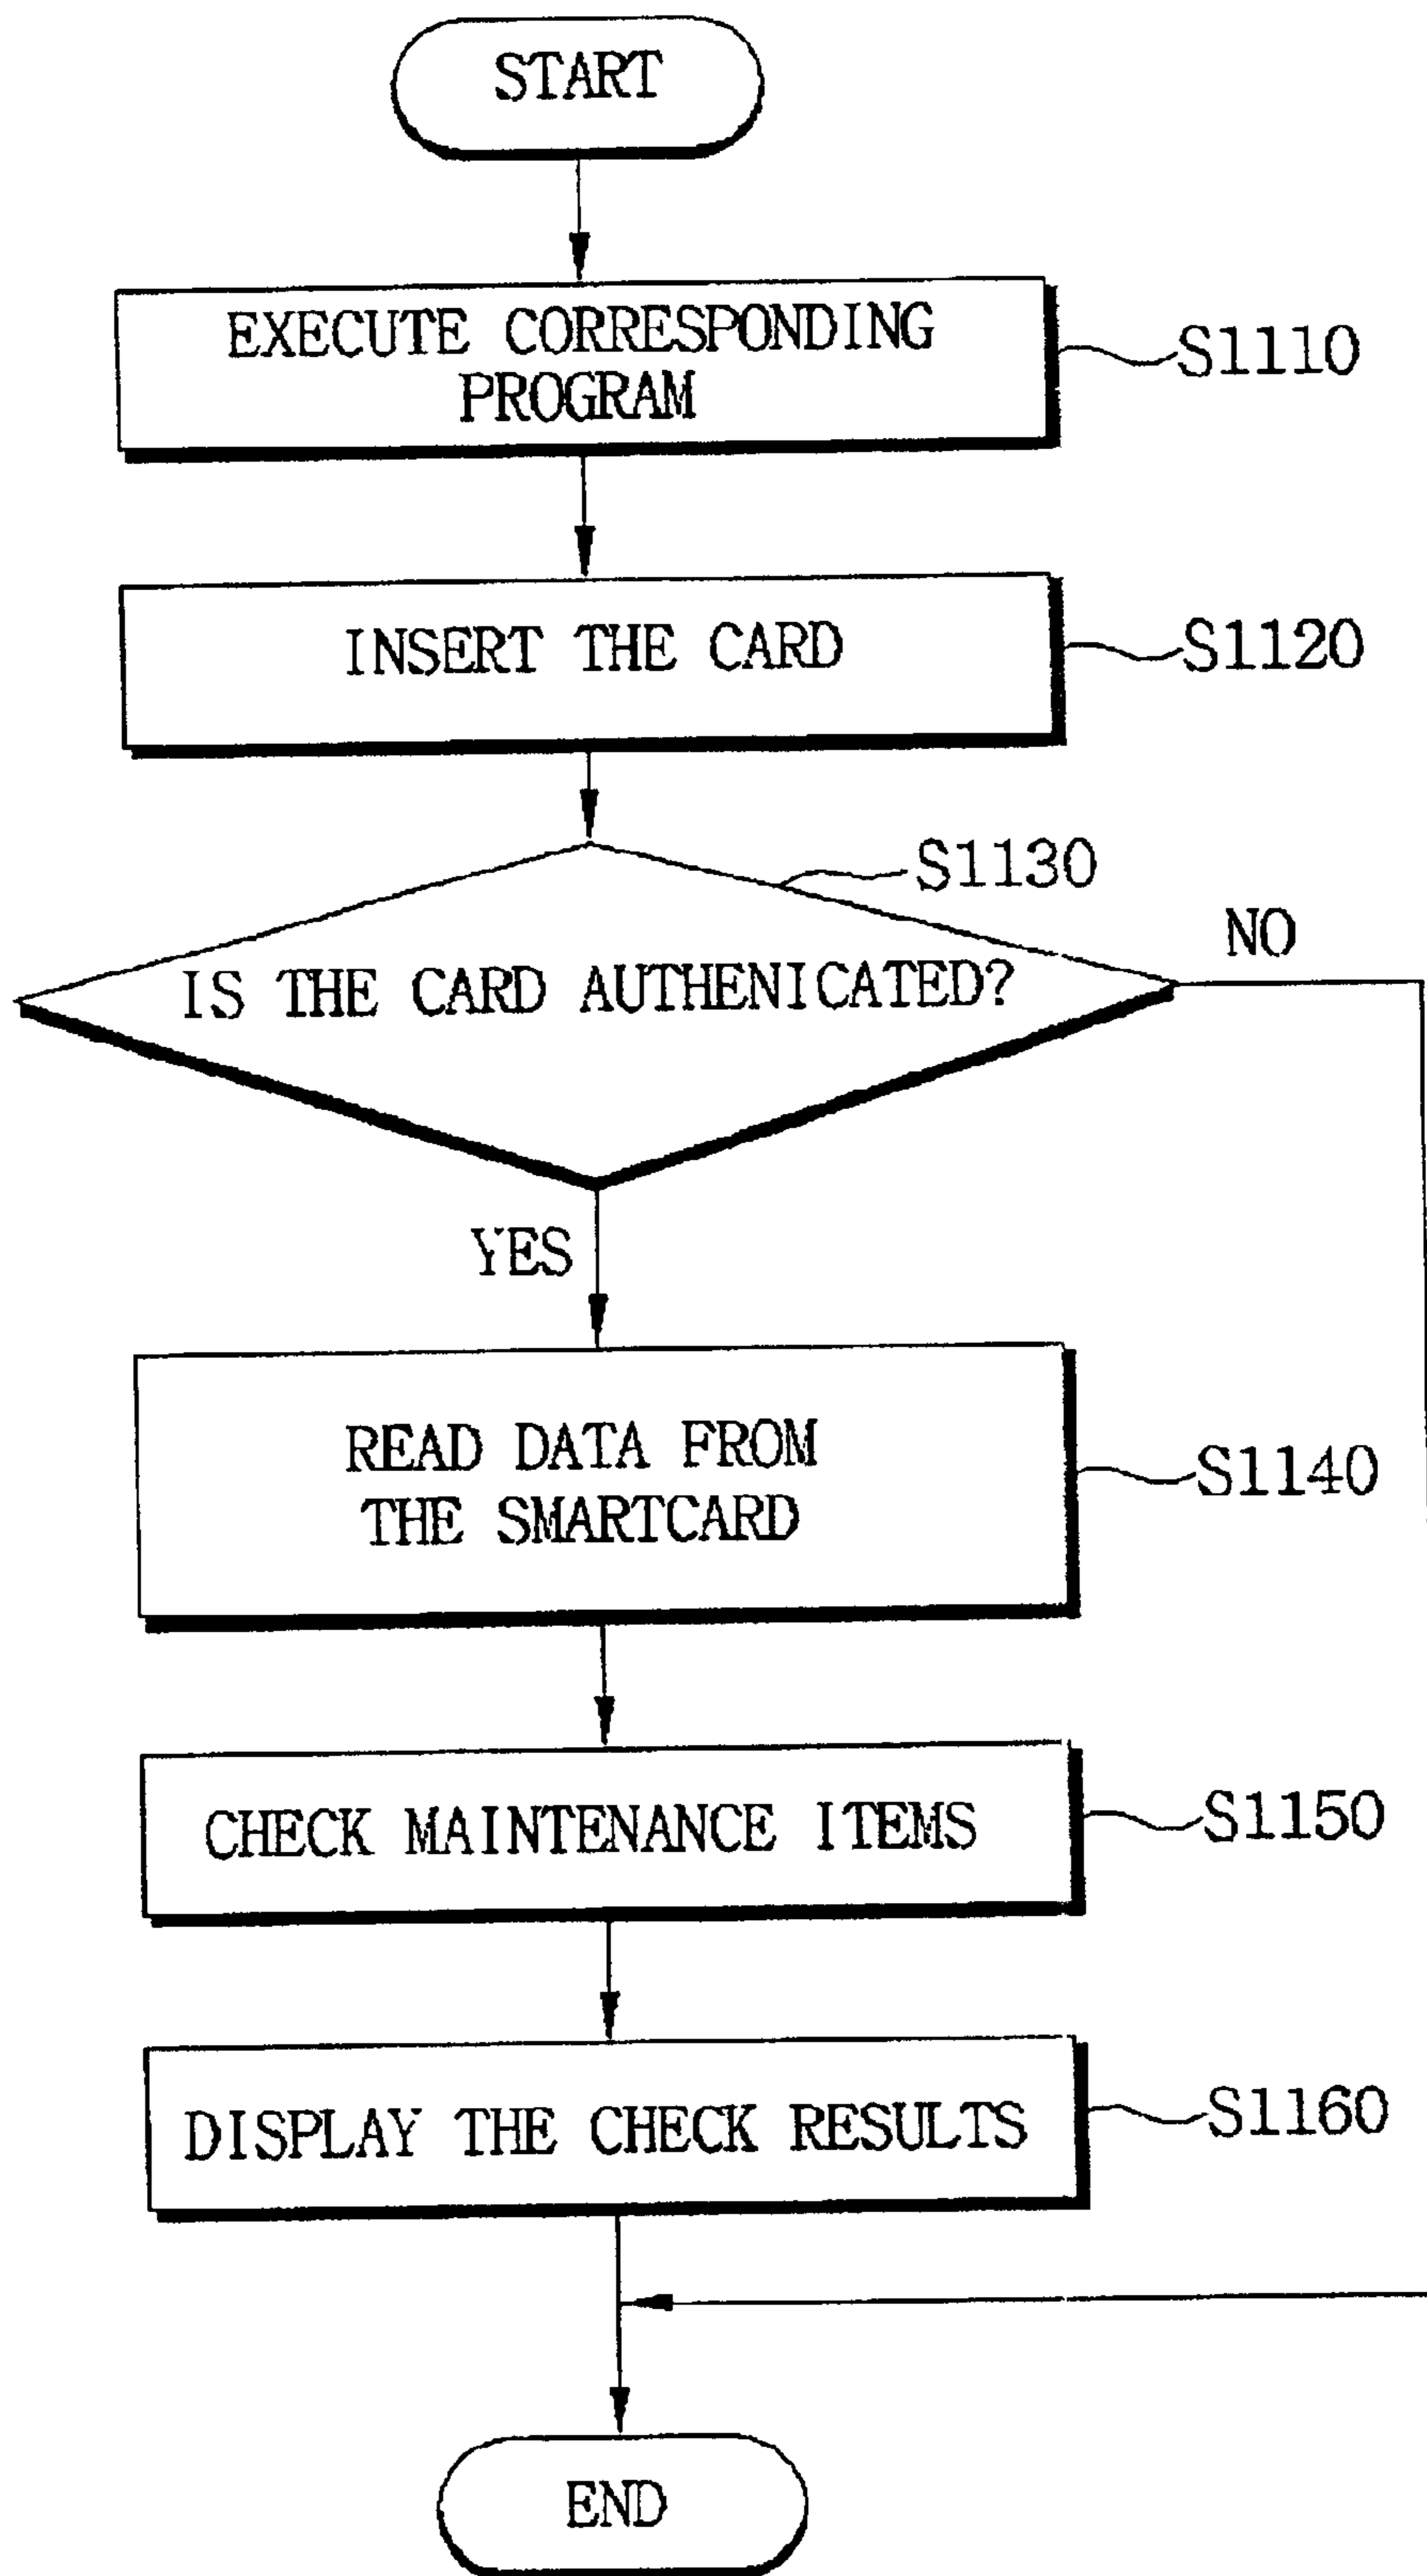 START
EXECUTE CORRESPONDING
PROGRAM
S1110
INSERT THE CARD
S1120
S1130
NO
IS THE CARD AUTHENICATED?
YES
READ DATA FROM
THE SMARTCARD
S1140
CHECK MAINTENANCE ITEMS
S1150
DISPLAY THE CHECK RESULTS
S1160
END